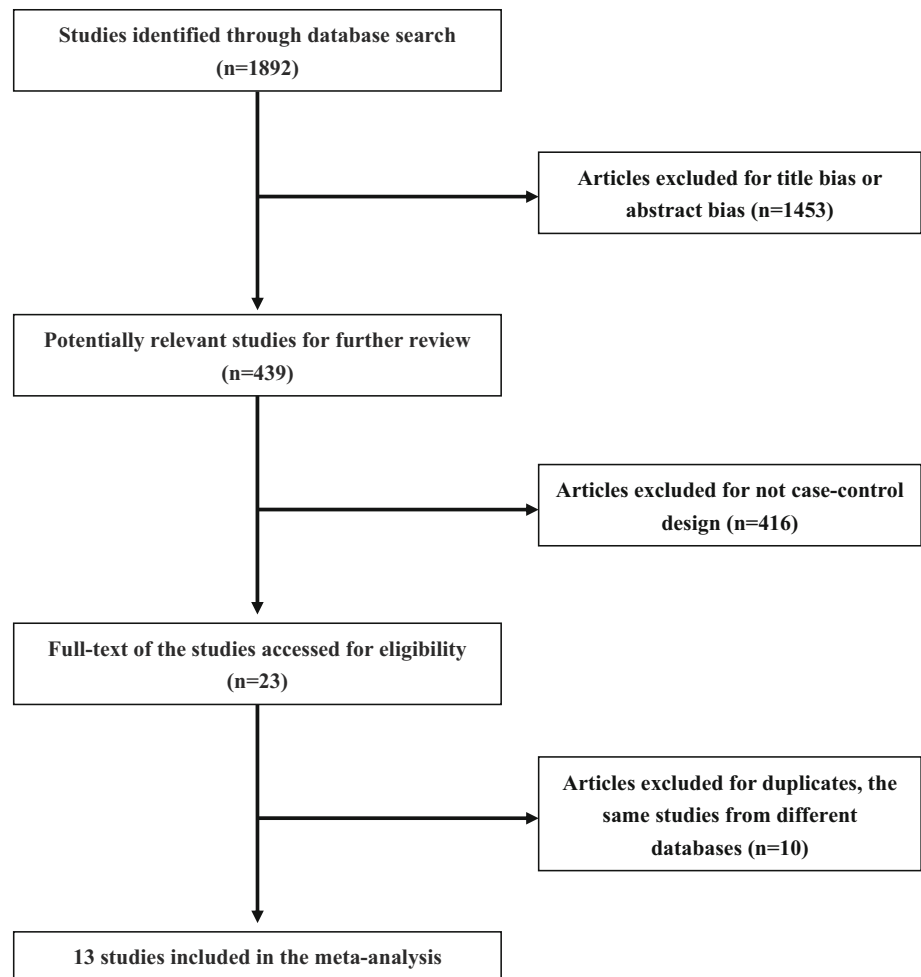 Studies identified through database search
(n=1892)
Articles excluded for title bias or
abstract bias (n=1453)
Potentially relevant studies for further review
(n=439)
Articles excluded for not case-control
design (n=416)
Full-text of the studies accessed for eligibility
(n=23)
Articles excluded for duplicates, the
same studies from different
databases (n=10)
13 studies included in the meta-analysis